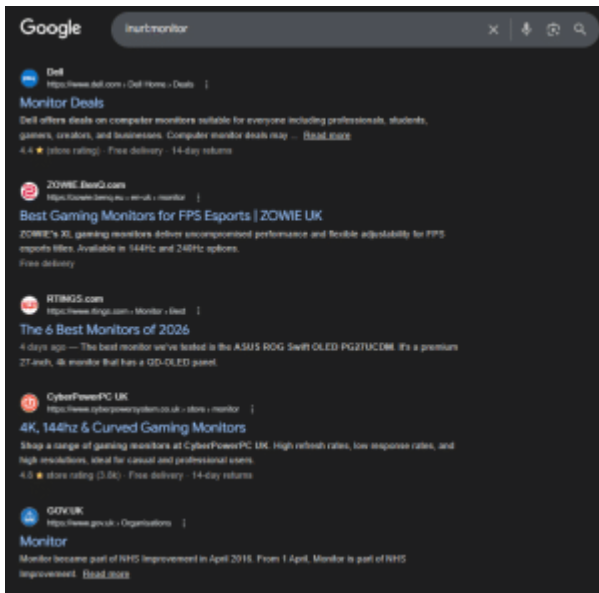 Google
inurl:monitor
Dell
https://www.dell.com › Dell Home › Deals
Monitor Deals
Dell offers deals on computer monitors suitable for everyone including professionals, students,
gamers, creators, and businesses. Computer monitor deals may ... Read more
4.4 ★ (store rating) · Free delivery · 14-day returns
ZOWIE.BenQ.com
https://zowie.benq.eu › en-uk › monitor
Best Gaming Monitors for FPS Esports | ZOWIE UK
ZOWIE's XL gaming monitors deliver uncompromised performance and flexible adjustability for FPS
esports titles. Available in 144Hz and 240Hz options.
Free delivery
RTINGS.com
https://www.rtings.com › Monitor › Best
The 6 Best Monitors of 2026
4 days ago — The best monitor we've tested is the ASUS ROG Swift OLED PG27UCDM. It's a premium
27-inch, 4k monitor that has a QD-OLED panel.
CyberPowerPC UK
https://www.cyberpowersystem.co.uk › store › monitor
4K, 144hz & Curved Gaming Monitors
Shop a range of gaming monitors at CyberPowerPC UK. High refresh rates, low response rates, and
high resolutions, ideal for casual and professional users.
4.8 ★ store rating (3.8k) · Free delivery · 14-day returns
GOV.UK
https://www.gov.uk › Organisations
Monitor
Monitor became part of NHS Improvement in April 2016. From 1 April, Monitor is part of NHS
Improvement. Read more